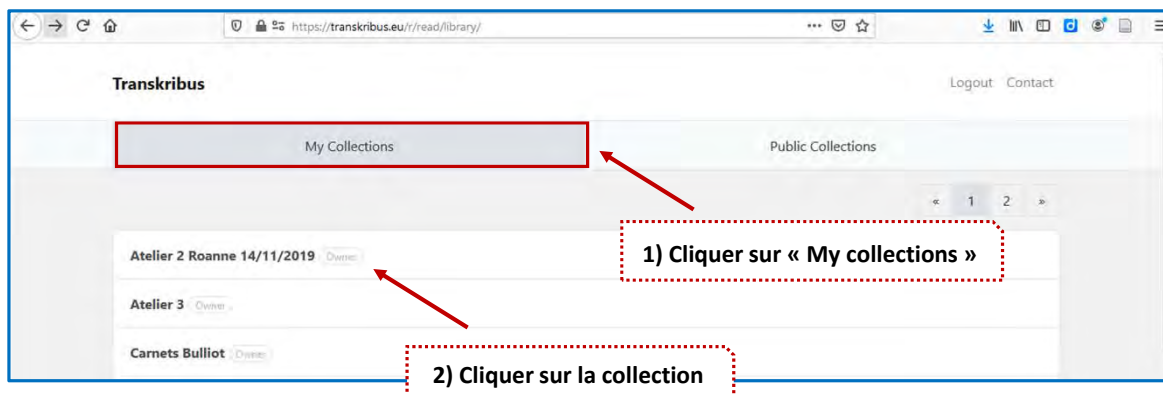 https://transkribus.eu/r/read/library/
Transkribus
Logout Contact
My Collections Public Collections
« 1 2 »
Atelier 2 Roanne 14/11/2019 Owner
1) Cliquer sur « My collections »
Atelier 3 Owner
Carnets Bulliot Owner
2) Cliquer sur la collection